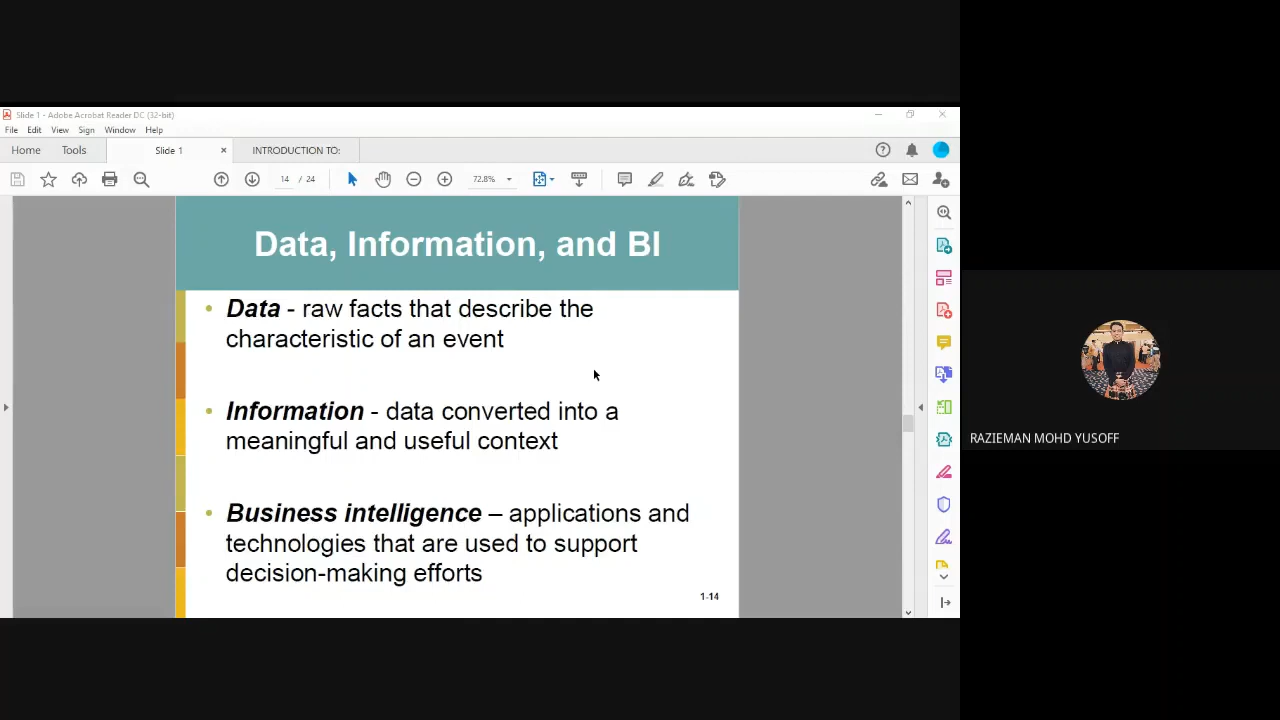 Slide 1 - Adobe Acrobat Reader DC (32-bit)
File Edit View Sign Window Help
Home Tools Slide 1 × INTRODUCTION TO:
14 / 24 72.8%
Data, Information, and BI
• Data - raw facts that describe the
characteristic of an event
• Information - data converted into a
meaningful and useful context
• Business intelligence – applications and
technologies that are used to support
decision-making efforts
1-14
RAZIEMAN MOHD YUSOFF